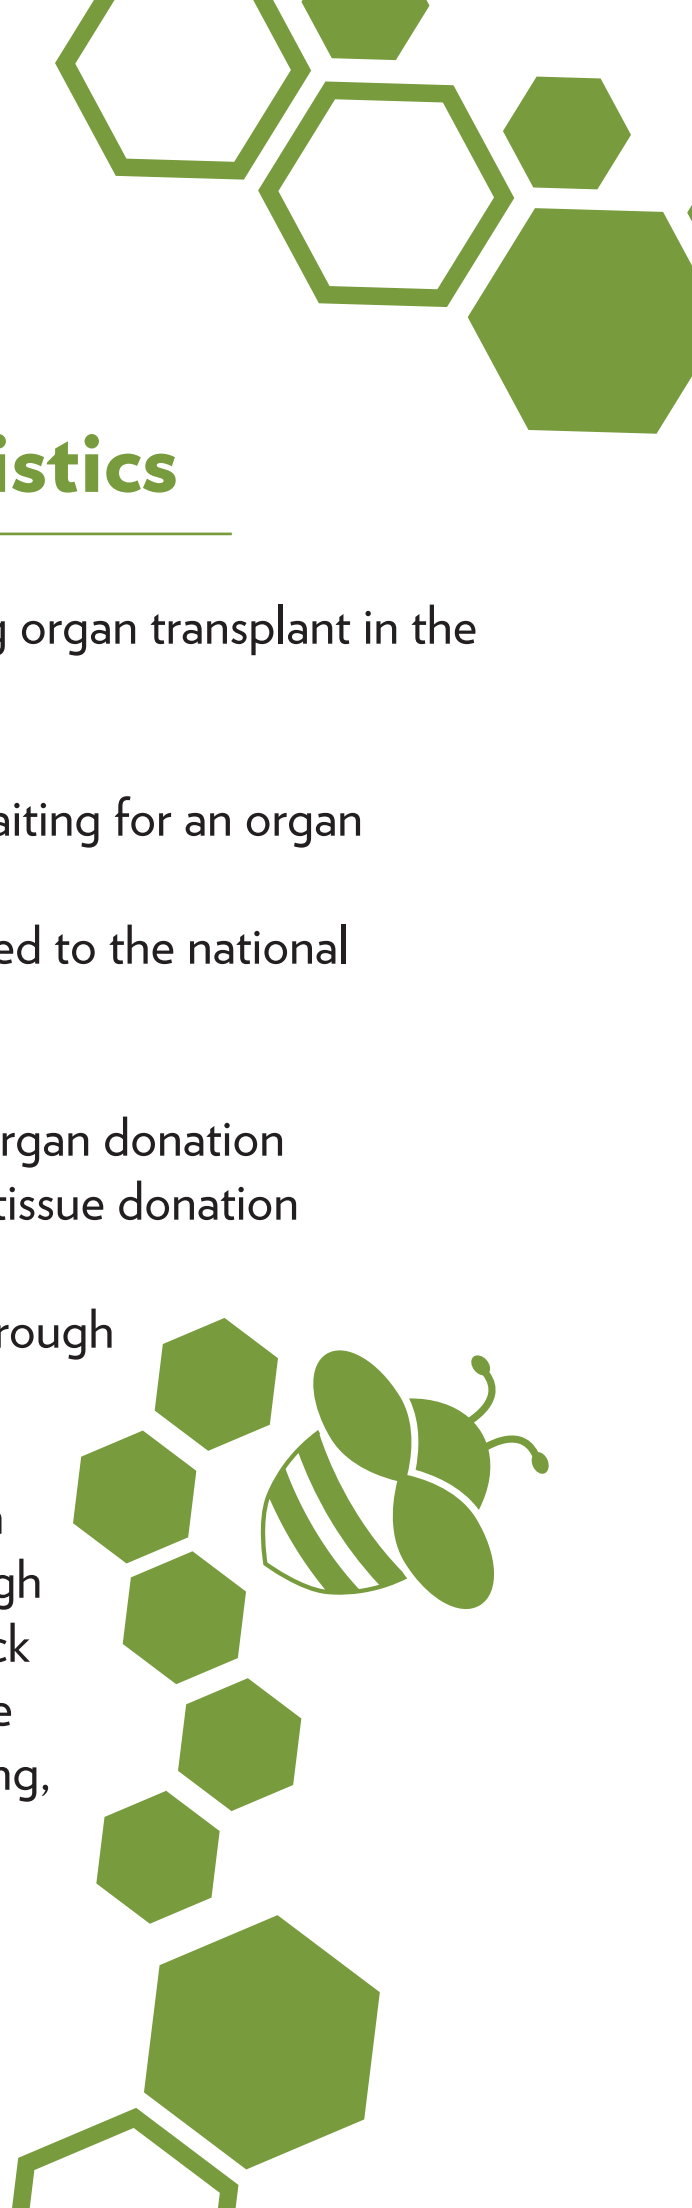 istics
g organ transplant in the
aiting for an organ
ed to the national
rgan donation
tissue donation
rough
n
gh
ck
e
ng,